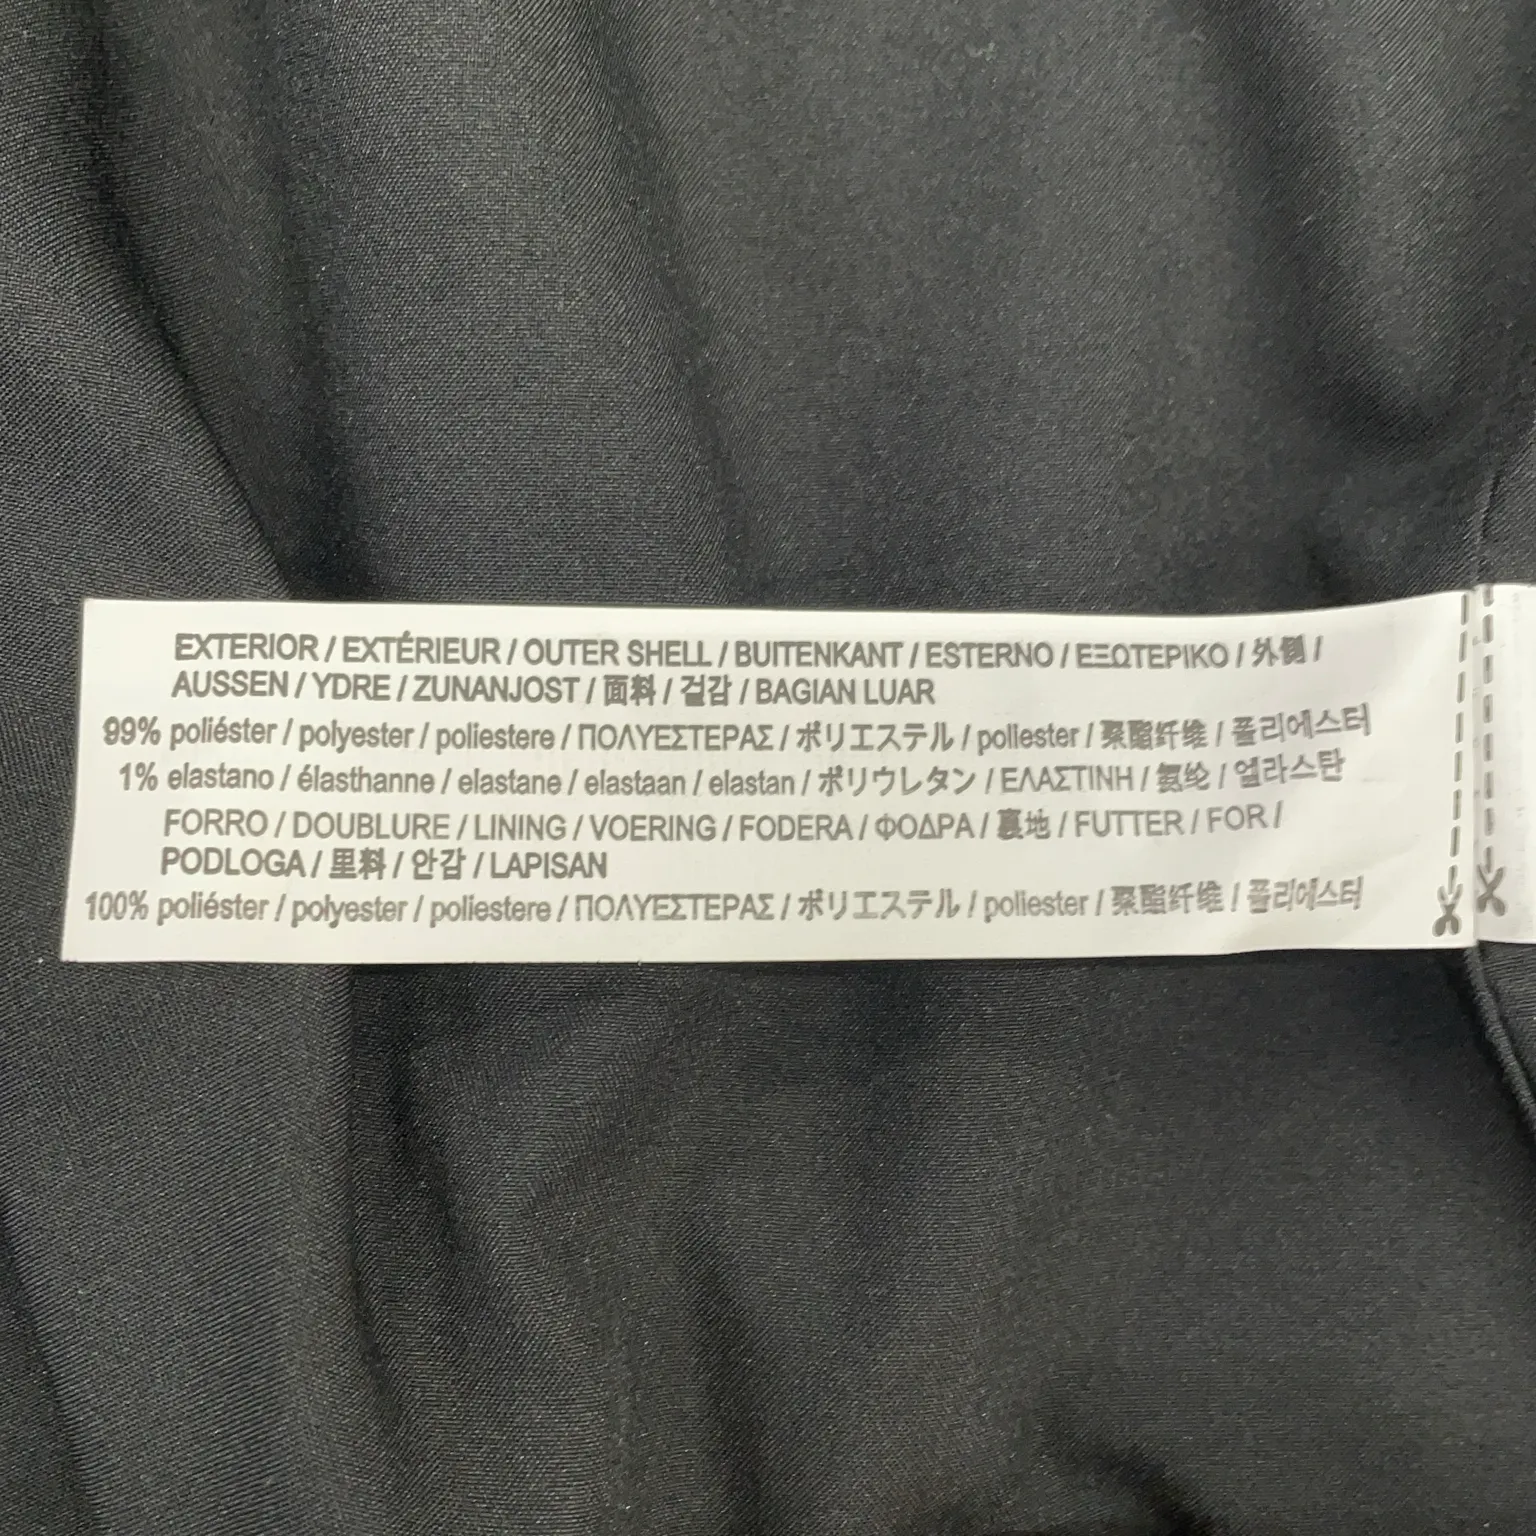 EXTERIOR / EXTÉRIEUR / OUTER SHELL / BUITENKANT / ESTERNO / ΕΞΩΤΕΡΙΚΟ / 外側 /
AUSSEN / YDRE / ZUNANJOST / 面料 / 겉감 / BAGIAN LUAR
99% poliéster / polyester / poliestere / ΠΟΛΥΕΣΤΕΡΑΣ / ポリエステル / poliester / 聚酯纤维 / 폴리에스터
1% elastano / élasthanne / elastane / elastaan / elastan / ポリウレタン / ΕΛΑΣΤΙΝΗ / 氨纶 / 엘라스탄
FORRO / DOUBLURE / LINING / VOERING / FODERA / ΦΟΔΡΑ / 裏地 / FUTTER / FOR /
PODLOGA / 里料 / 안감 / LAPISAN
100% poliéster / polyester / poliestere / ΠΟΛΥΕΣΤΕΡΑΣ / ポリエステル / poliester / 聚酯纤维 / 폴리에스터